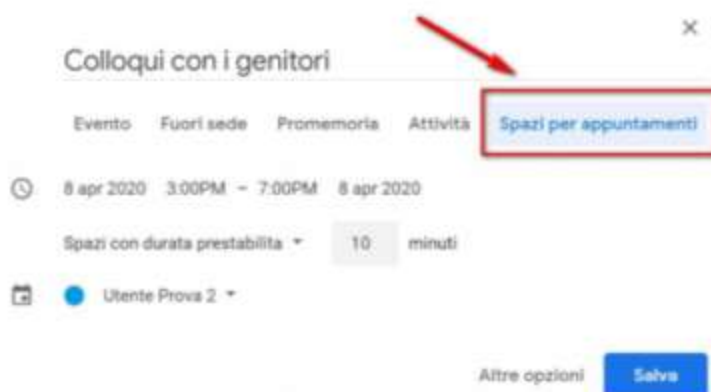 Colloqui con i genitori
Evento Fuori sede Promemoria Attività Spazi per appuntamenti
8 apr 2020 3:00PM – 7:00PM 8 apr 2020
Spazi con durata prestabilita 10 minuti
Utente Prova 2
Altre opzioni Salva